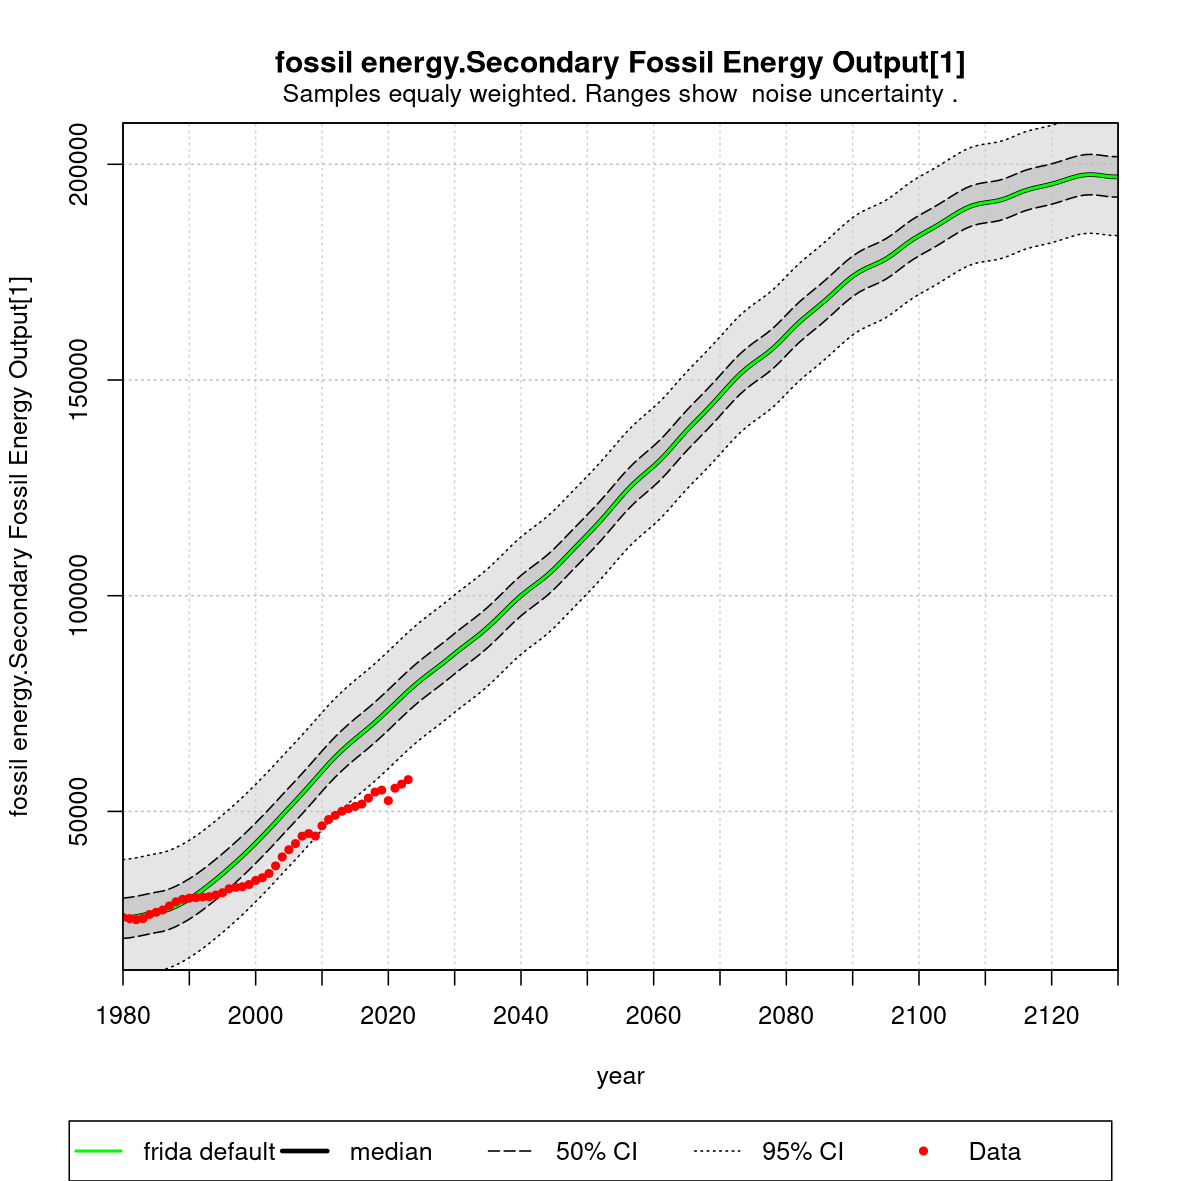 fossil energy.Secondary Fossil Energy Output[1]
Samples equaly weighted. Ranges show  noise uncertainty .
fossil energy.Secondary Fossil Energy Output[1]
200000
150000
100000
50000
1980 2000 2020 2040 2060 2080 2100 2120
year
frida default median 50% CI 95% CI Data